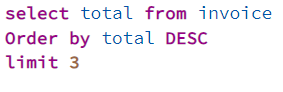 select total from invoice
Order by total DESC
limit 3